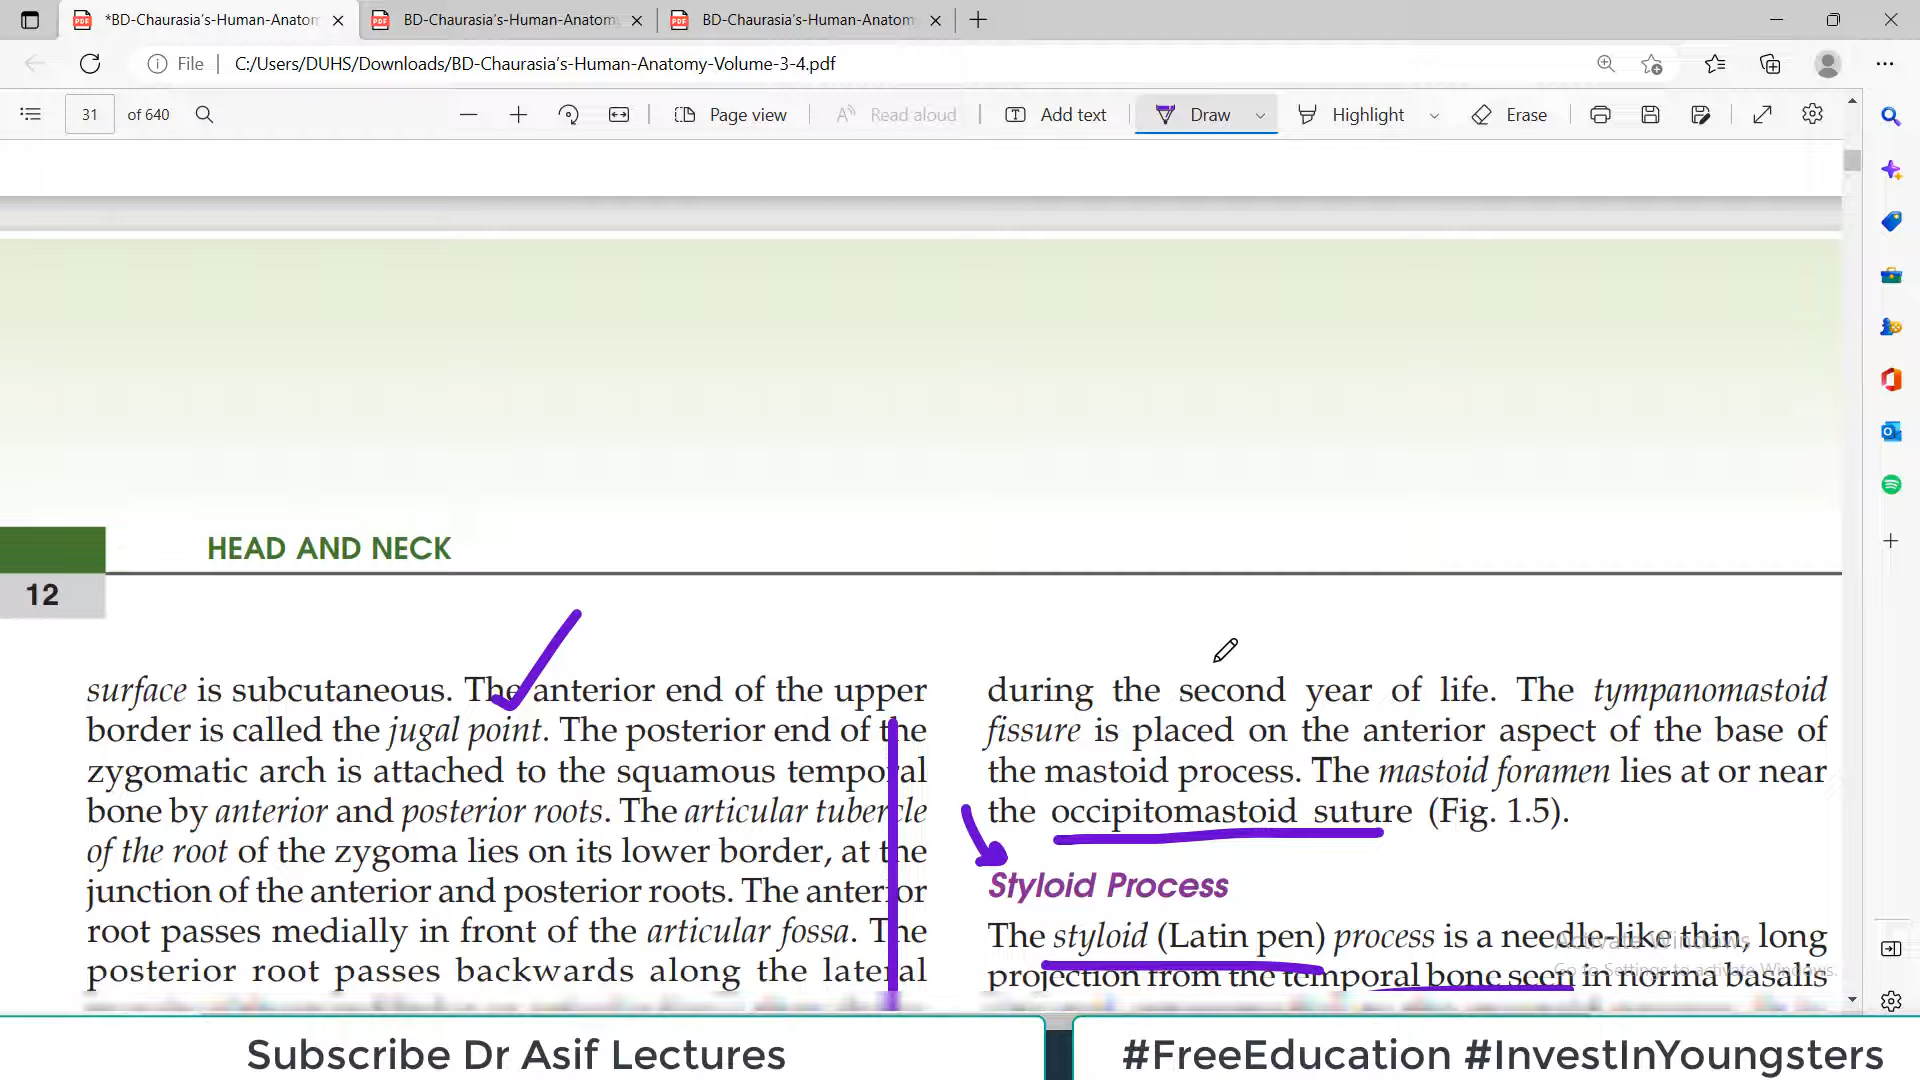 *BD-Chaurasia's-Human-Anatom
BD-Chaurasia's-Human-Anatom
BD-Chaurasia's-Human-Anatom
File
C:/Users/DUHS/Downloads/BD-Chaurasia's-Human-Anatomy-Volume-3-4.pdf
31 of 640
Page view
Read aloud
Add text
Draw
Highlight
Erase
HEAD AND NECK
12
surface is subcutaneous. The anterior end of the upper
border is called the jugal point. The posterior end of the
zygomatic arch is attached to the squamous temporal
bone by anterior and posterior roots. The articular tubercle
of the root of the zygoma lies on its lower border, at the
junction of the anterior and posterior roots. The anterior
root passes medially in front of the articular fossa. The
posterior root passes backwards along the lateral
during the second year of life. The tympanomastoid
fissure is placed on the anterior aspect of the base of
the mastoid process. The mastoid foramen lies at or near
the occipitomastoid suture (Fig. 1.5).
Styloid Process
The styloid (Latin pen) process is a needle-like thin, long
projection from the temporal bone seen in norma basalis
Activate Windows
Go to Settings to activate Windows.
Subscribe Dr Asif Lectures
#FreeEducation #InvestInYoungsters